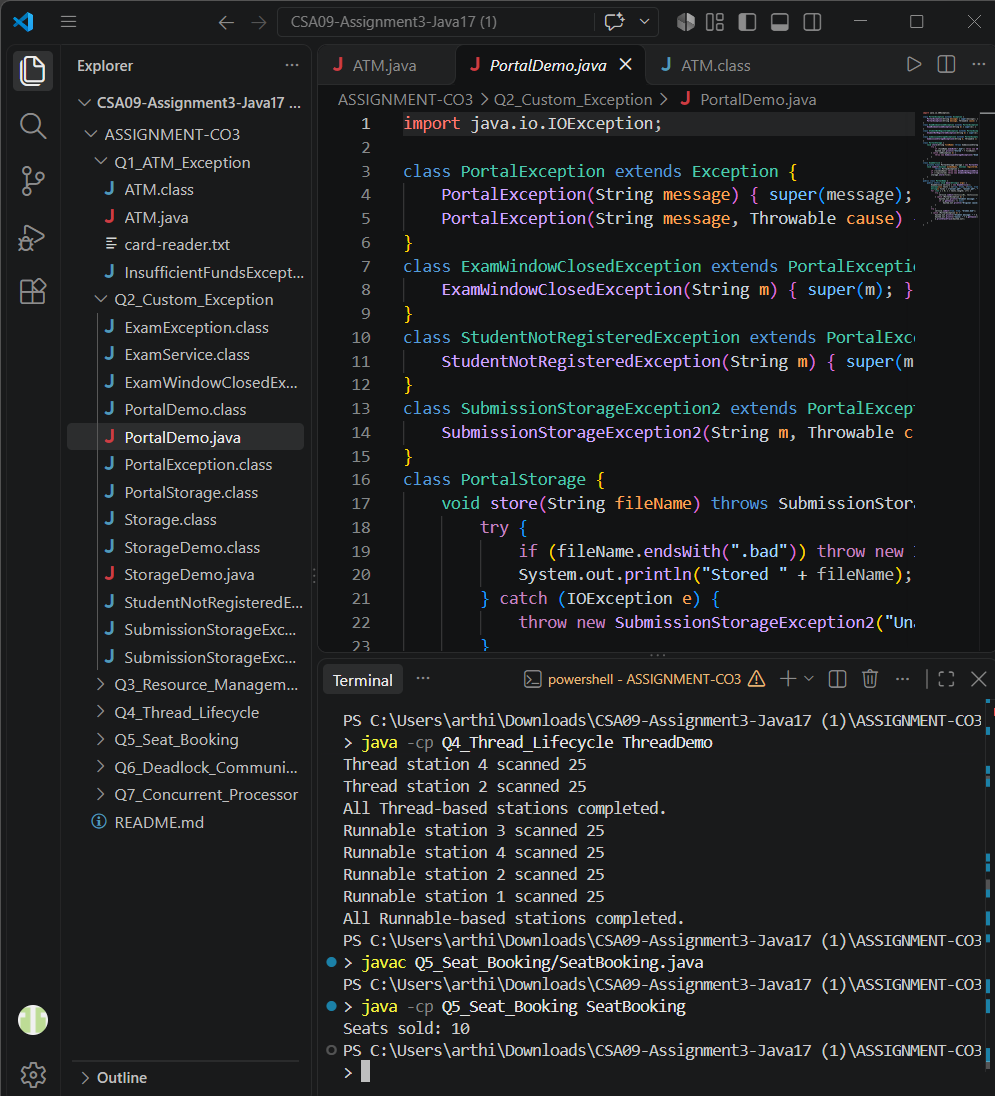 CSA09-Assignment3-Java17 (1)
Explorer
CSA09-Assignment3-Java17 ...
ASSIGNMENT-CO3
Q1_ATM_Exception
J ATM.class
J ATM.java
card-reader.txt
J InsufficientFundsExcept...
Q2_Custom_Exception
J ExamException.class
J ExamService.class
J ExamWindowClosedEx...
J PortalDemo.class
J PortalDemo.java
J PortalException.class
J PortalStorage.class
J Storage.class
J StorageDemo.class
J StorageDemo.java
J StudentNotRegisteredE...
J SubmissionStorageExc...
J SubmissionStorageExc...
Q3_Resource_Managem...
Q4_Thread_Lifecycle
Q5_Seat_Booking
Q6_Deadlock_Communi...
Q7_Concurrent_Processor
README.md
Outline
J ATM.java J PortalDemo.java J ATM.class
ASSIGNMENT-CO3 > Q2_Custom_Exception > J PortalDemo.java
1 import java.io.IOException;
2
3 class PortalException extends Exception {
4 PortalException(String message) { super(message);
5 PortalException(String message, Throwable cause)
6 }
7 class ExamWindowClosedException extends PortalExcepti
8 ExamWindowClosedException(String m) { super(m); }
9 }
10 class StudentNotRegisteredException extends PortalExc
11 StudentNotRegisteredException(String m) { super(m
12 }
13 class SubmissionStorageException2 extends PortalExcep
14 SubmissionStorageException2(String m, Throwable c
15 }
16 class PortalStorage {
17 void store(String fileName) throws SubmissionStor
18 try {
19 if (fileName.endsWith(".bad")) throw new
20 System.out.println("Stored " + fileName);
21 } catch (IOException e) {
22 throw new SubmissionStorageException2("Un
23 }
Terminal
powershell - ASSIGNMENT-CO3
PS C:\Users\arthi\Downloads\CSA09-Assignment3-Java17 (1)\ASSIGNMENT-CO3
> java -cp Q4_Thread_Lifecycle ThreadDemo
Thread station 4 scanned 25
Thread station 2 scanned 25
All Thread-based stations completed.
Runnable station 3 scanned 25
Runnable station 4 scanned 25
Runnable station 2 scanned 25
Runnable station 1 scanned 25
All Runnable-based stations completed.
PS C:\Users\arthi\Downloads\CSA09-Assignment3-Java17 (1)\ASSIGNMENT-CO3
> javac Q5_Seat_Booking/SeatBooking.java
PS C:\Users\arthi\Downloads\CSA09-Assignment3-Java17 (1)\ASSIGNMENT-CO3
> java -cp Q5_Seat_Booking SeatBooking
Seats sold: 10
PS C:\Users\arthi\Downloads\CSA09-Assignment3-Java17 (1)\ASSIGNMENT-CO3
>